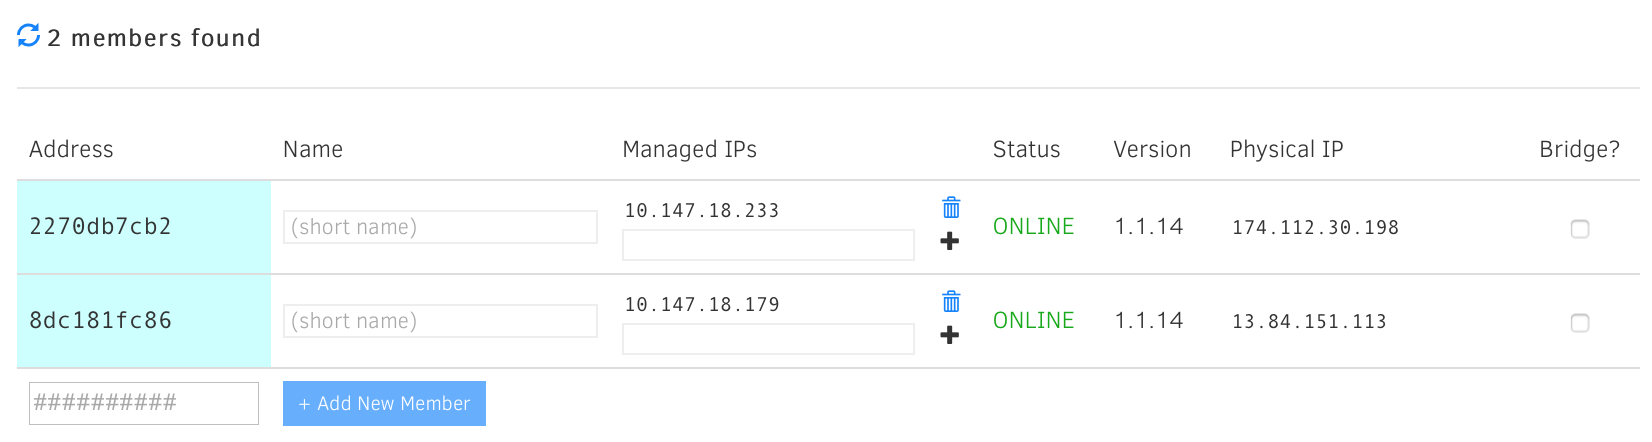 2 members found
Address Name Managed IPs Status Version Physical IP Bridge?
2270db7cb2 (short name) 10.147.18.233 ONLINE 1.1.14 174.112.30.198
8dc181fc86 (short name) 10.147.18.179 ONLINE 1.1.14 13.84.151.113
########## + Add New Member